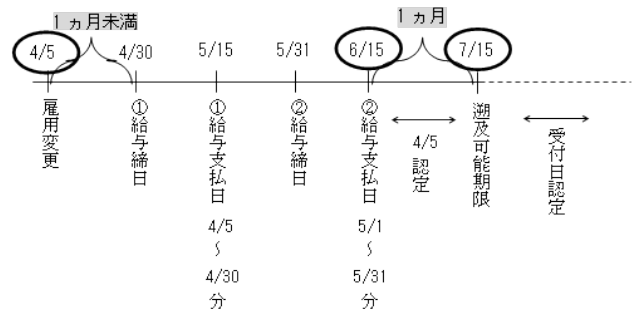 1ヵ月未満
1ヵ月
4/5
4/30
5/15
5/31
6/15
7/15
雇用変更
①給与締日
①給与支払日
4/5
～
4/30
分
②給与締日
②給与支払日
5/1
～
5/31
分
4/5
認定
遡及可能期限
受付日認定